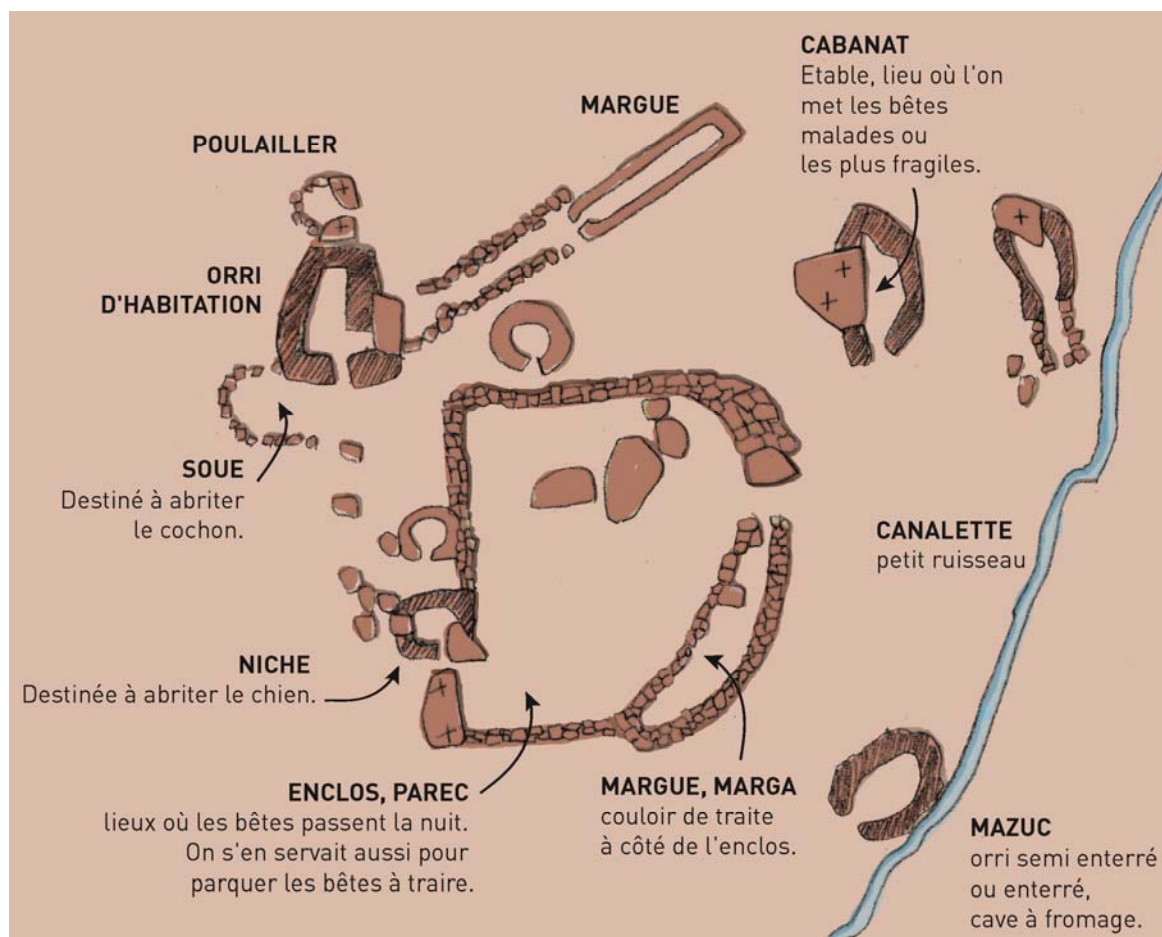 CABANAT
Etable, lieu où l'on
met les bêtes
malades ou
les plus fragiles.
MARGUE
POULAILLER
ORRI
D'HABITATION
SOUE
Destiné à abriter
le cochon.
CANALETTE
petit ruisseau
NICHE
Destinée à abriter le chien.
ENCLOS, PAREC
lieux où les bêtes passent la nuit.
On s'en servait aussi pour
parquer les bêtes à traire.
MARGUE, MARGA
couloir de traite
à côté de l'enclos.
MAZUC
orri semi enterré
ou enterré,
cave à fromage.